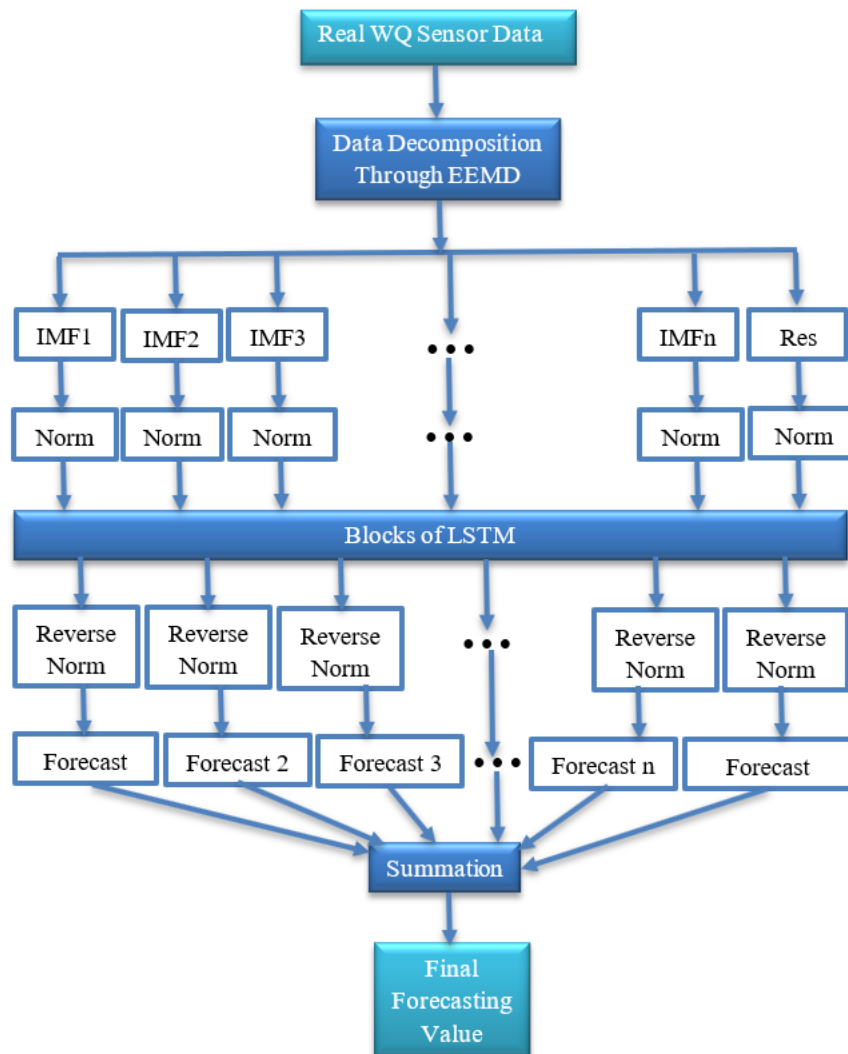 Real WQ Sensor Data
Data Decomposition
Through EEMD
IMF1 IMF2 IMF3 ••• IMFn Res
Norm Norm Norm ••• Norm Norm
Blocks of LSTM
Reverse Norm
Reverse Norm
Reverse Norm
•••
Reverse Norm
Reverse Norm
Forecast Forecast 2 Forecast 3 ••• Forecast n Forecast
Summation
Final
Forecasting
Value